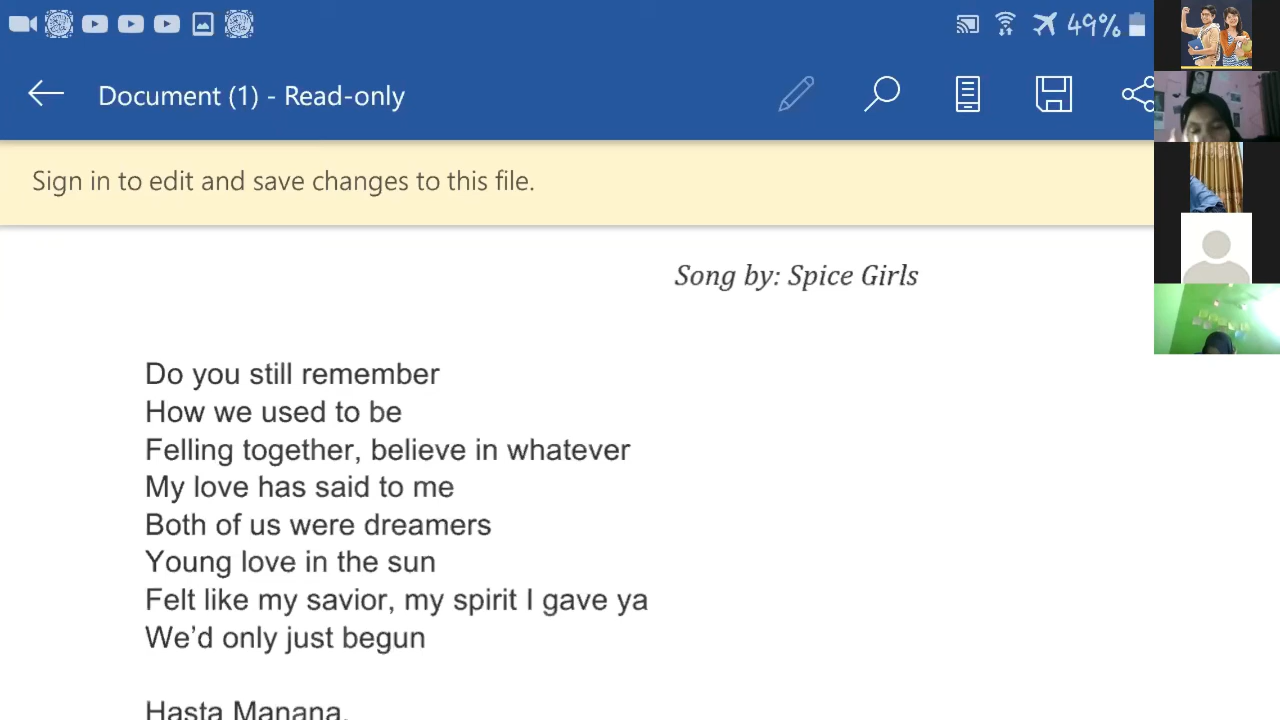 49%
Document (1) - Read-only
Sign in to edit and save changes to this file.
Song by: Spice Girls
Do you still remember
How we used to be
Felling together, believe in whatever
My love has said to me
Both of us were dreamers
Young love in the sun
Felt like my savior, my spirit I gave ya
We’d only just begun
Hasta Manana,